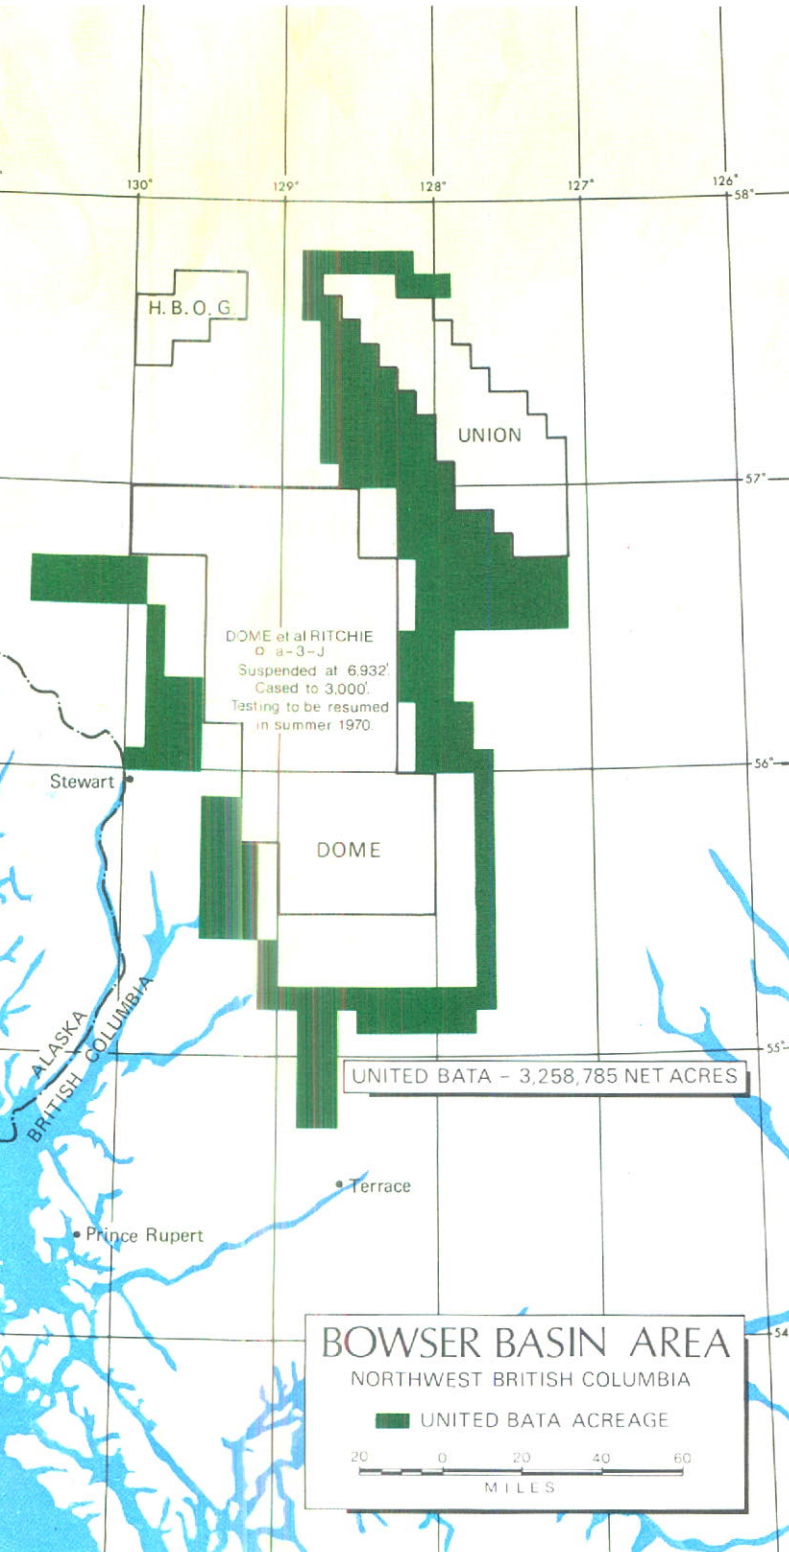 130°
129°
128°
127°
126°
58°
H.B.O.G.
UNION
57°
DOME et al RITCHIE
a-3-J
Suspended at 6,932'.
Cased to 3,000'.
Testing to be resumed
in summer 1970.
56°
Stewart
DOME
ALASKA
BRITISH COLUMBIA
55°
UNITED BATA – 3,258,785 NET ACRES
Terrace
Prince Rupert
54
BOWSER BASIN AREA
NORTHWEST BRITISH COLUMBIA
UNITED BATA ACREAGE
20 0 20 40 60
MILES